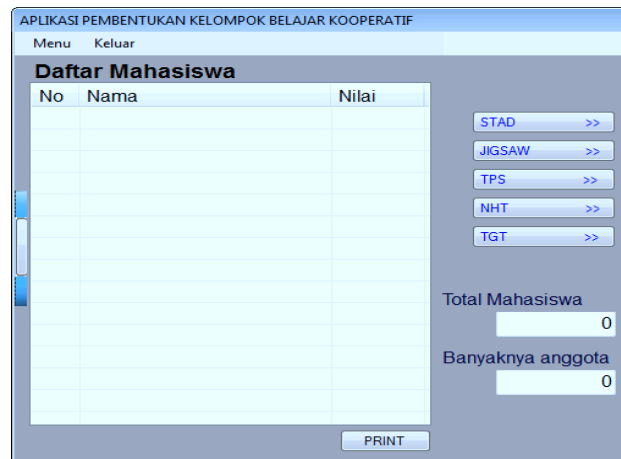 APLIKASI PEMBENTUKAN KELOMPOK BELAJAR KOOPERATIF
Menu Keluar
Daftar Mahasiswa
No Nama Nilai
STAD >>
JIGSAW >>
TPS >>
NHT >>
TGT >>
Total Mahasiswa
0
Banyaknya anggota
0
PRINT